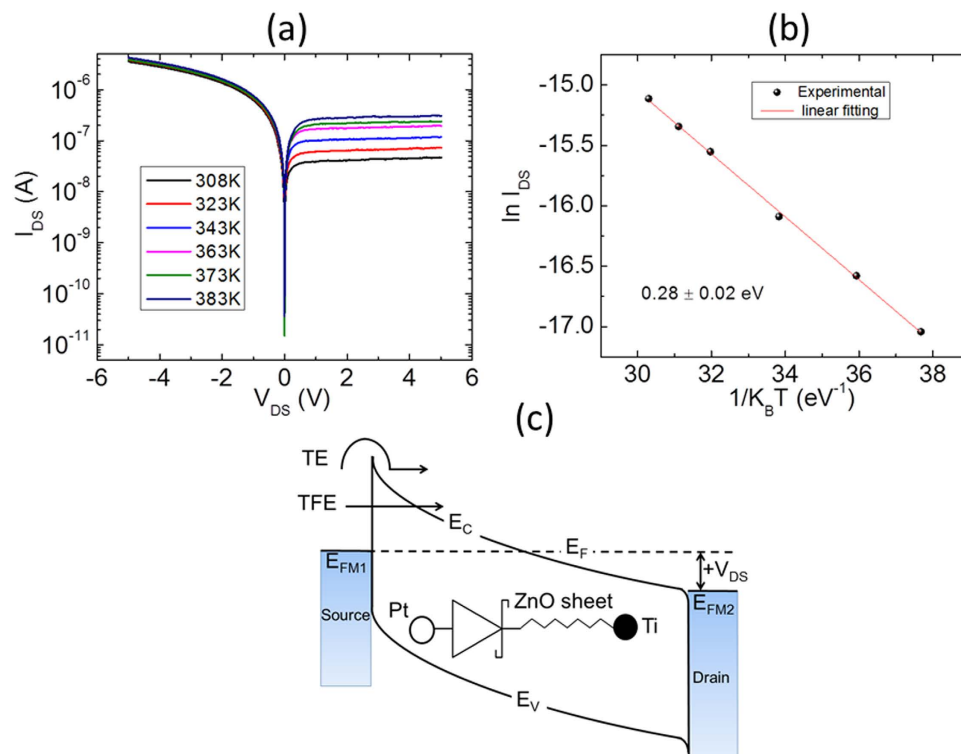 (a)
I_DS (A)
10^-6
10^-7
10^-8
10^-9
10^-10
10^-11
308K
323K
343K
363K
373K
383K
-6 -4 -2 0 2 4 6
V_DS (V)
(b)
ln I_DS
-15.0
-15.5
-16.0
-16.5
-17.0
Experimental
linear fitting
0.28 ± 0.02 eV
30 32 34 36 38
1/K_BT (eV^-1)
(c)
TE
TFE
E_C
E_F
E_FM1
+V_DS
Source
Pt
ZnO sheet
Ti
E_FM2
Drain
E_V